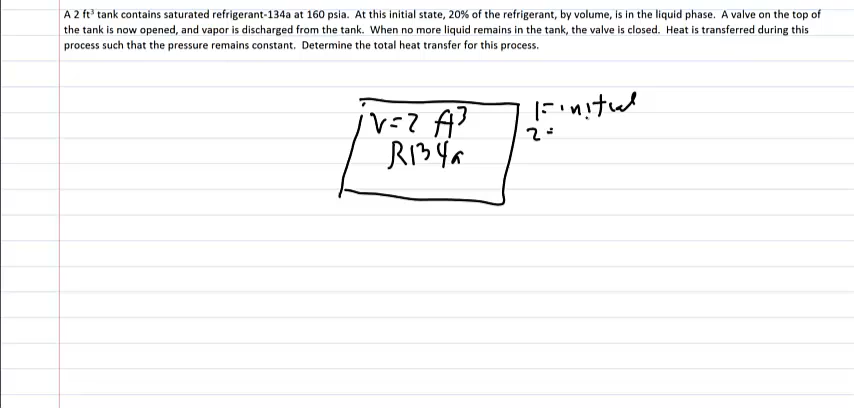 A 2 ft³ tank contains saturated refrigerant-134a at 160 psia. At this initial state, 20% of the refrigerant, by volume, is in the liquid phase. A valve on the top of
the tank is now opened, and vapor is discharged from the tank. When no more liquid remains in the tank, the valve is closed. Heat is transferred during this
process such that the pressure remains constant. Determine the total heat transfer for this process.
1= initial
V=2 ft³
2=
R134a